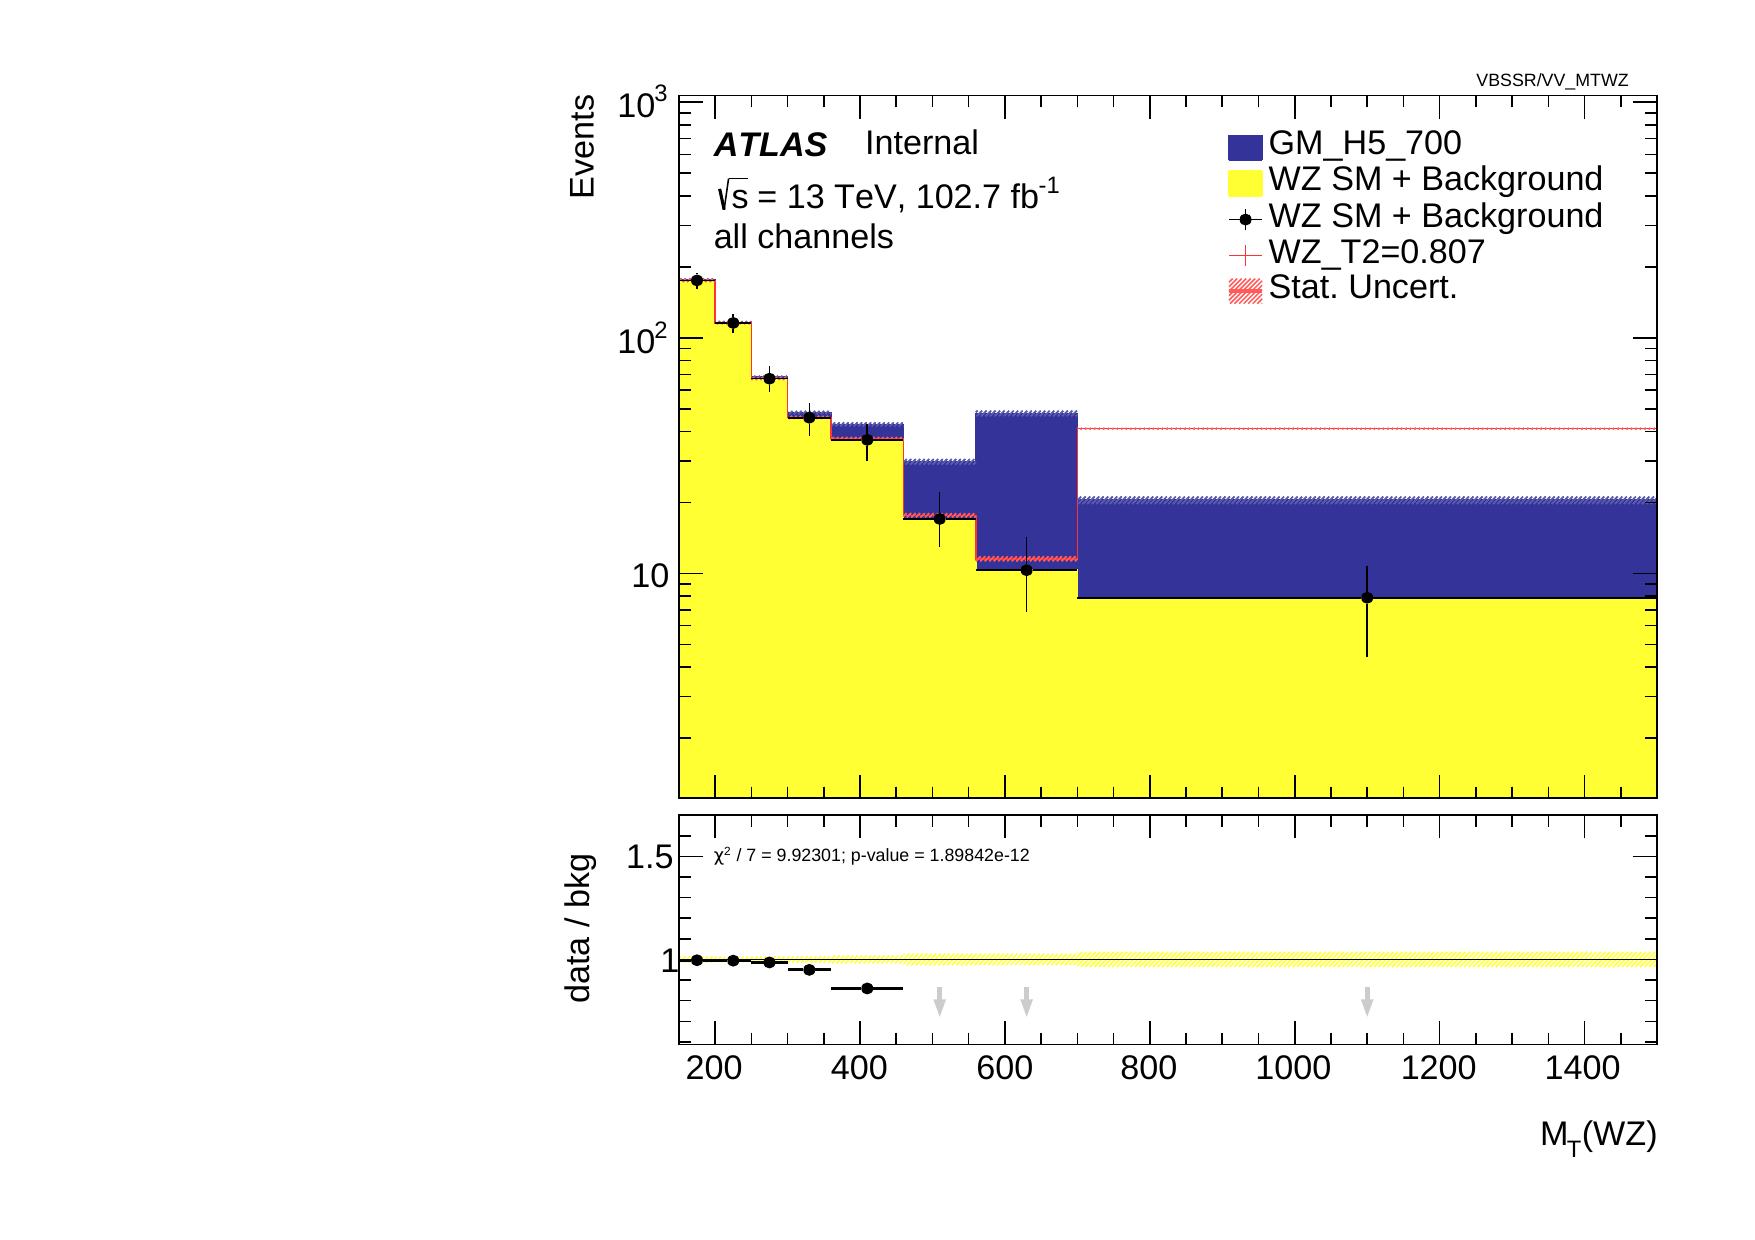 VBSSR/VV_MTWZ
Events
10³
10²
10
ATLAS Internal
√s = 13 TeV, 102.7 fb⁻¹
all channels
GM_H5_700
WZ SM + Background
WZ SM + Background
WZ_T2=0.807
Stat. Uncert.
data / bkg
1.5
1
χ² / 7 = 9.92301; p-value = 1.89842e-12
200 400 600 800 1000 1200 1400
M_T(WZ)